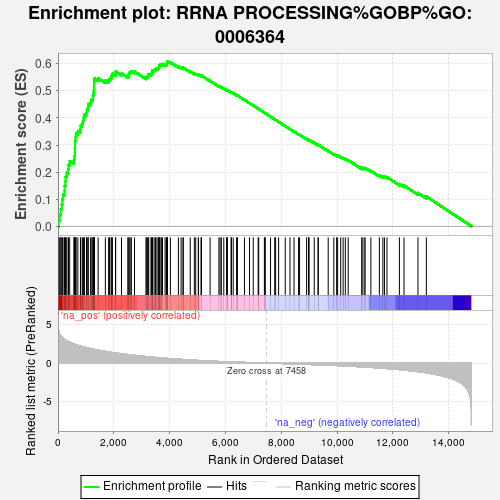 Enrichment plot: RRNA PROCESSING%GOBP%GO:
0006364
Enrichment score (ES)
0.6
0.5
0.4
0.3
0.2
0.1
0.0
'na_pos' (positively correlated)
Ranked list metric (PreRanked)
5
0
-5
Zero cross at 7458
'na_neg' (negatively correlated)
0
2,000
4,000
6,000
8,000
10,000
12,000
14,000
Rank in Ordered Dataset
Enrichment profile
Hits
Ranking metric scores